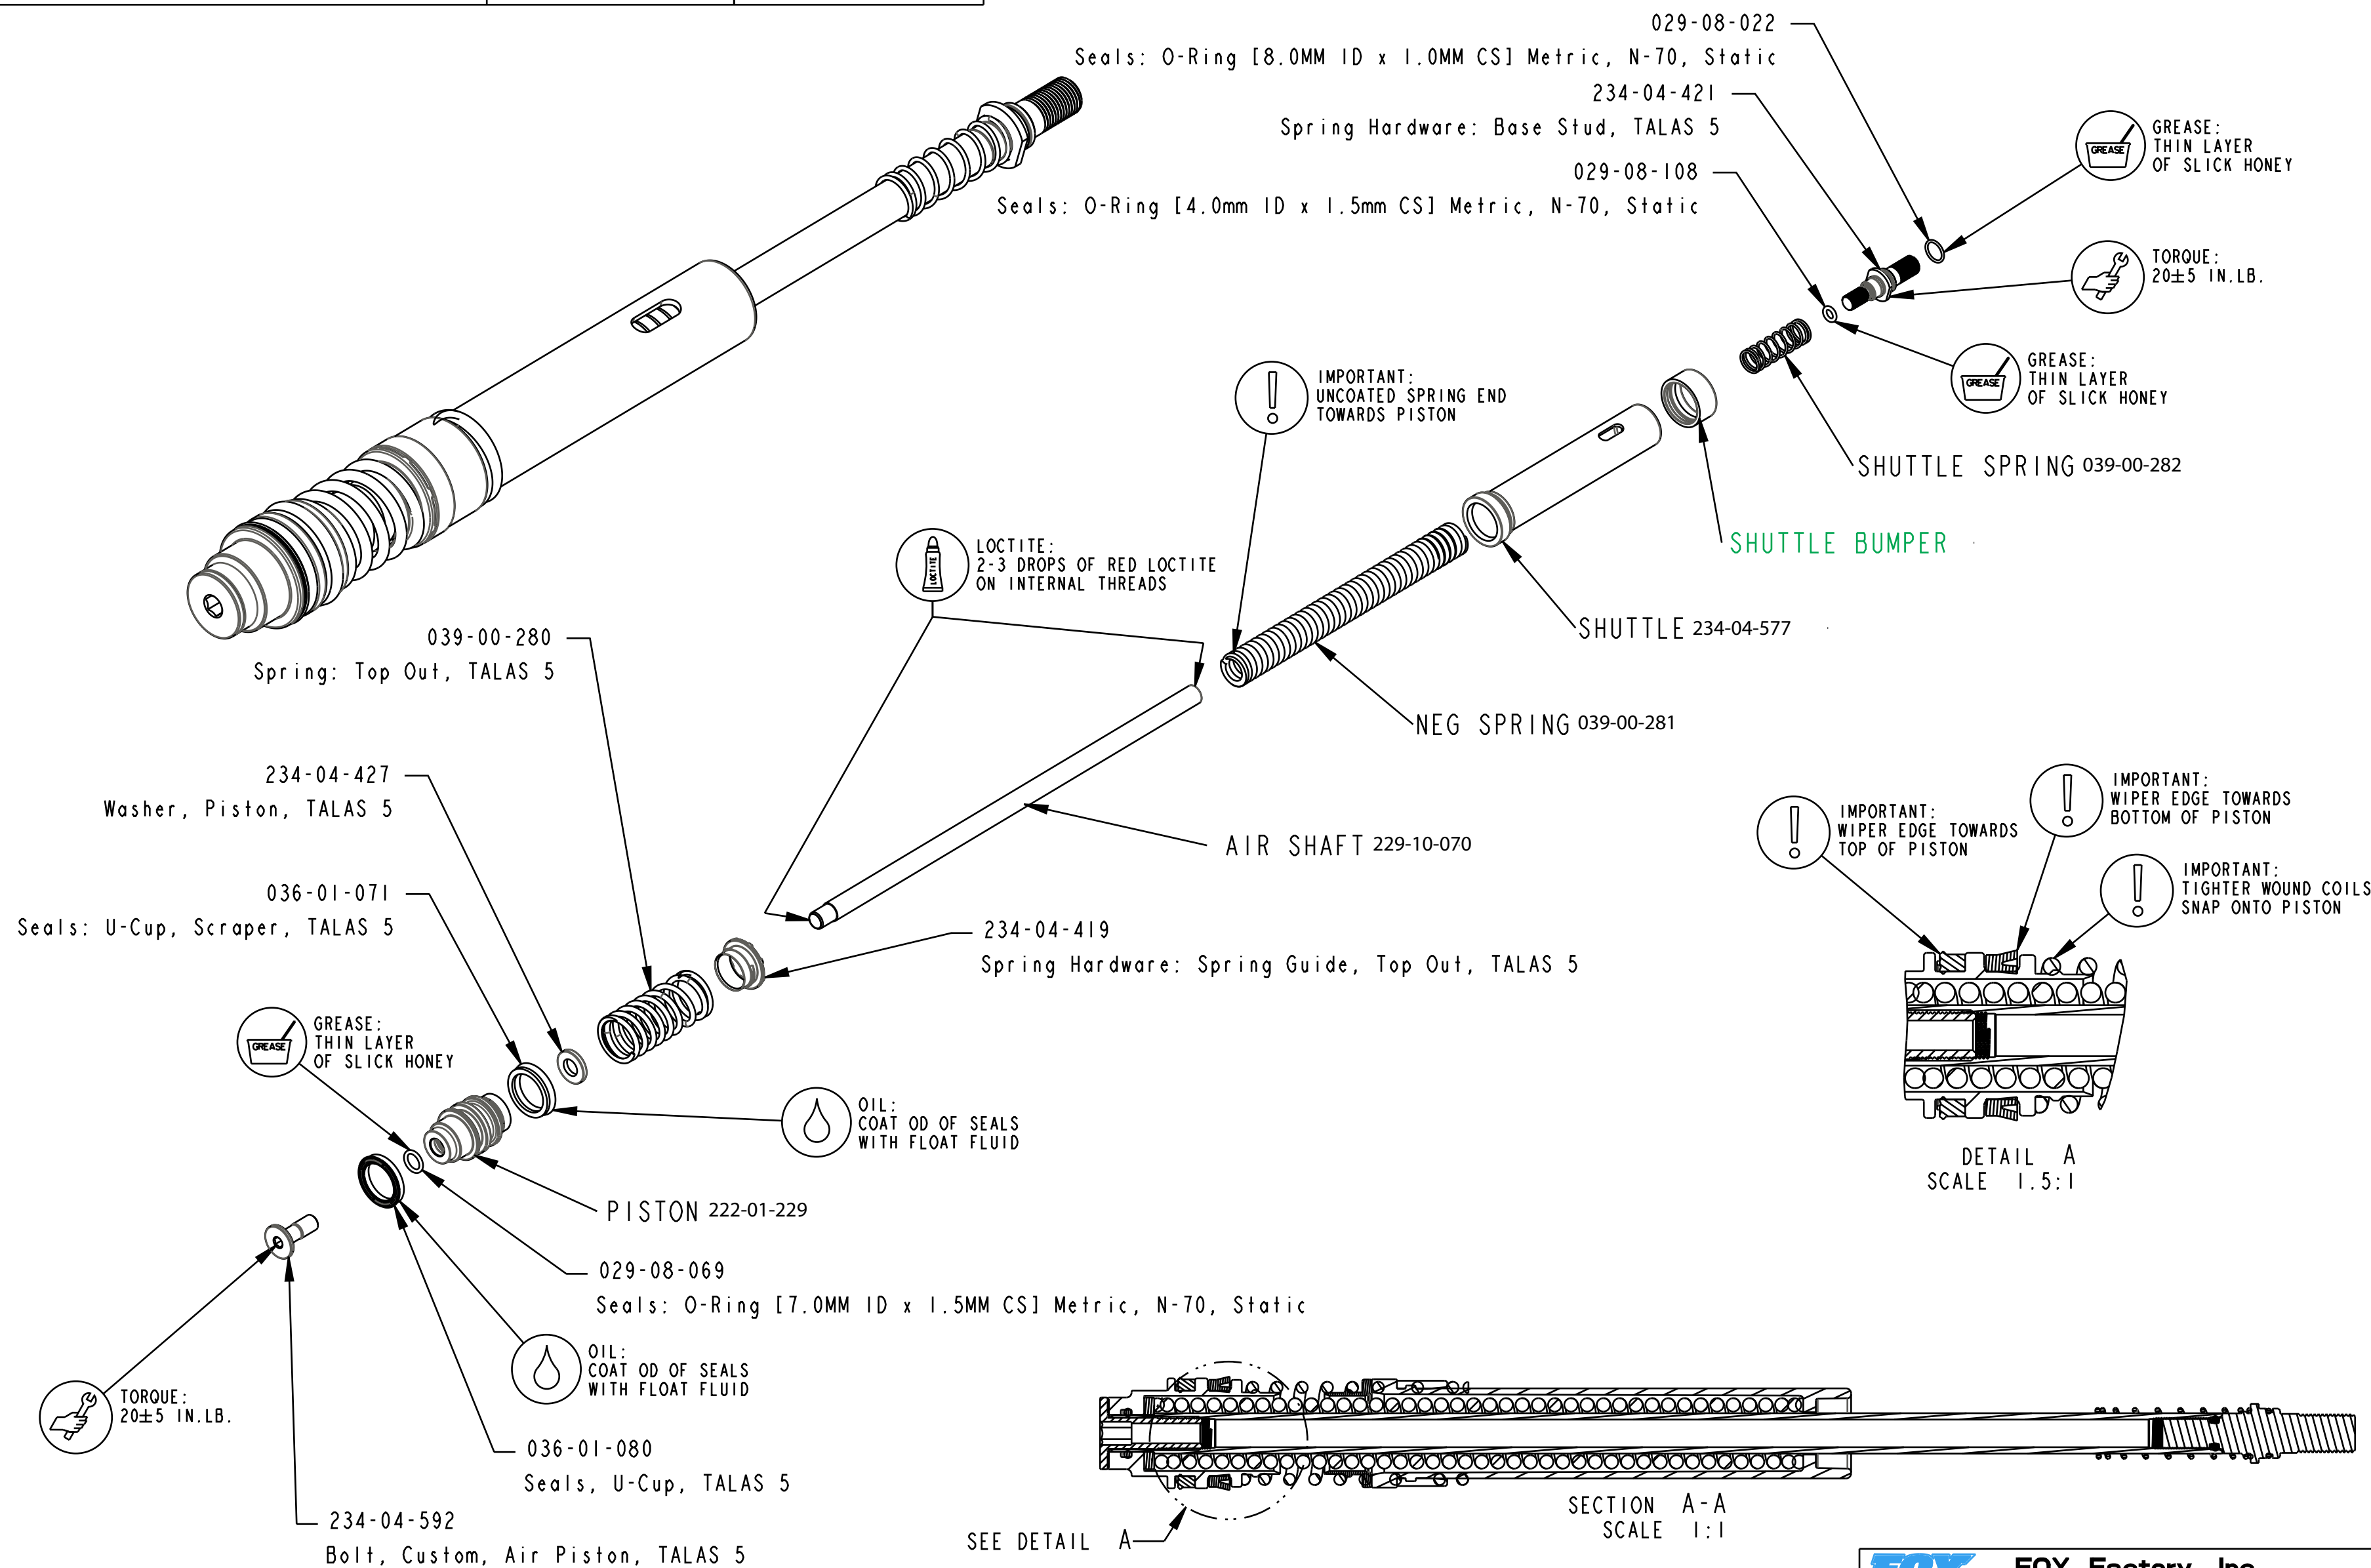 029-08-022
Seals: O-Ring [8.0MM ID x 1.0MM CS] Metric, N-70, Static
234-04-421
Spring Hardware: Base Stud, TALAS 5
029-08-108
Seals: O-Ring [4.0mm ID x 1.5mm CS] Metric, N-70, Static
GREASE
GREASE:
THIN LAYER
OF SLICK HONEY
TORQUE:
20±5 IN.LB.
GREASE
GREASE:
THIN LAYER
OF SLICK HONEY
IMPORTANT:
UNCOATED SPRING END
TOWARDS PISTON
SHUTTLE SPRING 039-00-282
SHUTTLE BUMPER
LOCTITE
LOCTITE:
2-3 DROPS OF RED LOCTITE
ON INTERNAL THREADS
SHUTTLE 234-04-577
039-00-280
Spring: Top Out, TALAS 5
NEG SPRING 039-00-281
234-04-427
Washer, Piston, TALAS 5
AIR SHAFT 229-10-070
IMPORTANT:
WIPER EDGE TOWARDS
TOP OF PISTON
IMPORTANT:
WIPER EDGE TOWARDS
BOTTOM OF PISTON
IMPORTANT:
TIGHTER WOUND COILS
SNAP ONTO PISTON
036-01-071
Seals: U-Cup, Scraper, TALAS 5
234-04-419
Spring Hardware: Spring Guide, Top Out, TALAS 5
GREASE
GREASE:
THIN LAYER
OF SLICK HONEY
OIL:
COAT OD OF SEALS
WITH FLOAT FLUID
DETAIL A
SCALE 1.5:1
PISTON 222-01-229
029-08-069
Seals: O-Ring [7.0MM ID x 1.5MM CS] Metric, N-70, Static
OIL:
COAT OD OF SEALS
WITH FLOAT FLUID
TORQUE:
20±5 IN.LB.
036-01-080
Seals, U-Cup, TALAS 5
234-04-592
Bolt, Custom, Air Piston, TALAS 5
SEE DETAIL A
SECTION A-A
SCALE 1:1
FOX FOX Factory, Inc.